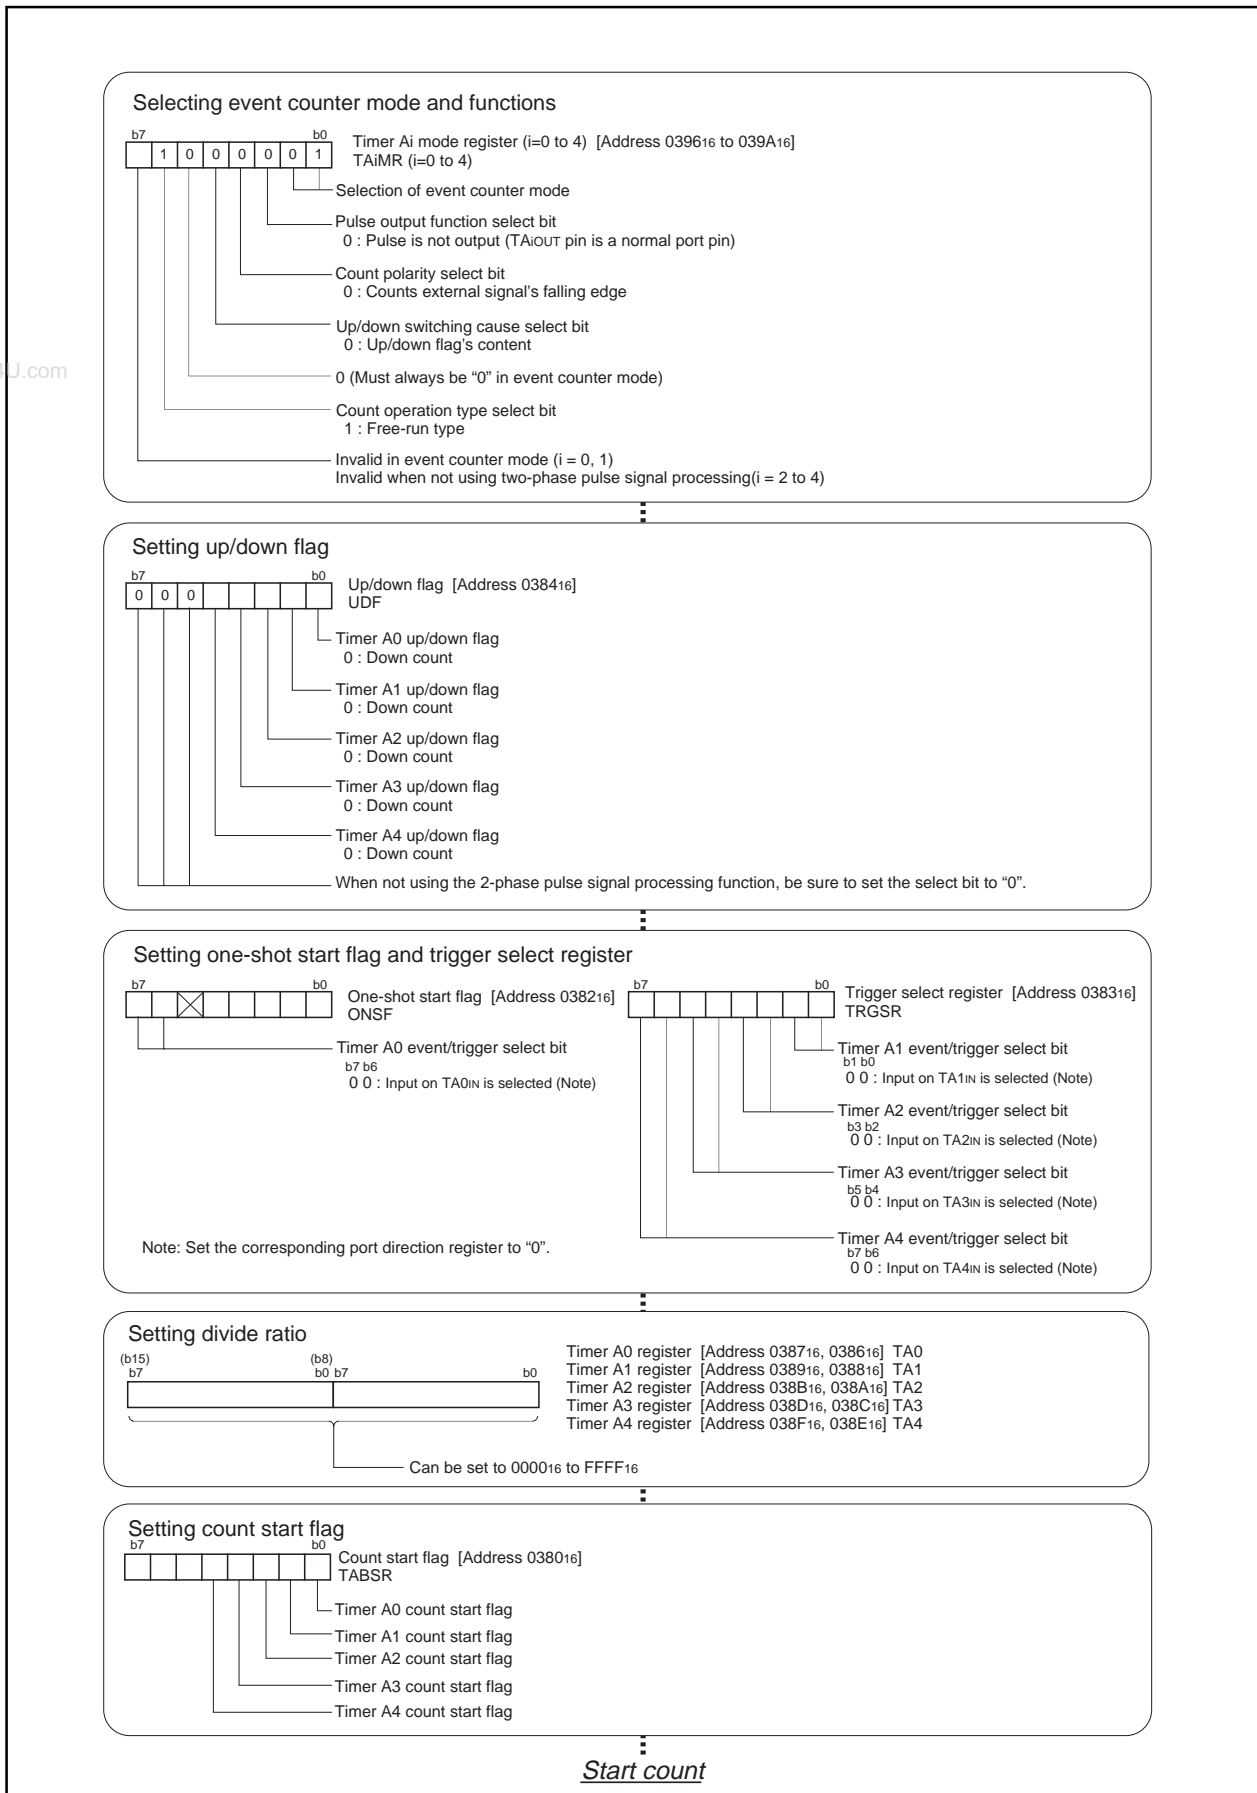 Selecting event counter mode and functions
b7 b0
1 0 0 0 0 0 1
Timer Ai mode register (i=0 to 4) [Address 039616 to 039A16]
TAiMR (i=0 to 4)
Selection of event counter mode
Pulse output function select bit
0 : Pulse is not output (TAiOUT pin is a normal port pin)
Count polarity select bit
0 : Counts external signal's falling edge
Up/down switching cause select bit
0 : Up/down flag's content
4U.com
0 (Must always be “0” in event counter mode)
Count operation type select bit
1 : Free-run type
Invalid in event counter mode (i = 0, 1)
Invalid when not using two-phase pulse signal processing(i = 2 to 4)
Setting up/down flag
b7 b0
0 0 0
Up/down flag [Address 038416]
UDF
Timer A0 up/down flag
0 : Down count
Timer A1 up/down flag
0 : Down count
Timer A2 up/down flag
0 : Down count
Timer A3 up/down flag
0 : Down count
Timer A4 up/down flag
0 : Down count
When not using the 2-phase pulse signal processing function, be sure to set the select bit to “0”.
Setting one-shot start flag and trigger select register
b7 b0
One-shot start flag [Address 038216]
ONSF
Timer A0 event/trigger select bit
b7 b6
0 0 : Input on TA0IN is selected (Note)
b7 b0
Trigger select register [Address 038316]
TRGSR
Timer A1 event/trigger select bit
b1 b0
0 0 : Input on TA1IN is selected (Note)
Timer A2 event/trigger select bit
b3 b2
0 0 : Input on TA2IN is selected (Note)
Timer A3 event/trigger select bit
b5 b4
0 0 : Input on TA3IN is selected (Note)
Timer A4 event/trigger select bit
b7 b6
0 0 : Input on TA4IN is selected (Note)
Note: Set the corresponding port direction register to “0”.
Setting divide ratio
(b15) (b8)
b7 b0 b7 b0
Timer A0 register [Address 038716, 038616] TA0
Timer A1 register [Address 038916, 038816] TA1
Timer A2 register [Address 038B16, 038A16] TA2
Timer A3 register [Address 038D16, 038C16] TA3
Timer A4 register [Address 038F16, 038E16] TA4
Can be set to 000016 to FFFF16
Setting count start flag
b7 b0
Count start flag [Address 038016]
TABSR
Timer A0 count start flag
Timer A1 count start flag
Timer A2 count start flag
Timer A3 count start flag
Timer A4 count start flag
Start count